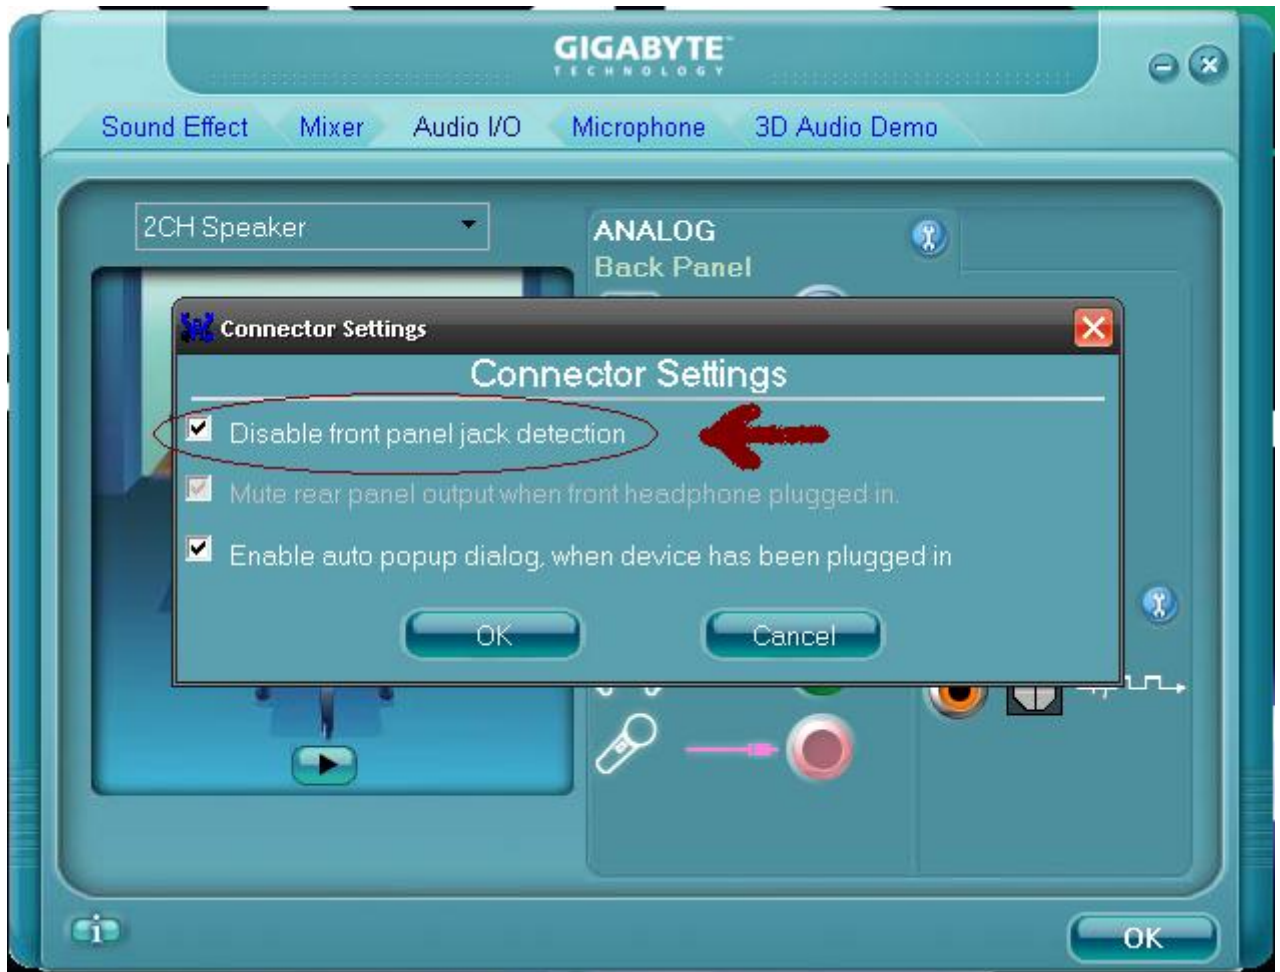 GIGABYTE™
TECHNOLOGY
Sound Effect Mixer Audio I/O Microphone 3D Audio Demo
2CH Speaker
ANALOG
Back Panel
Connector Settings
Connector Settings
Disable front panel jack detection
Mute rear panel output when front headphone plugged in.
Enable auto popup dialog, when device has been plugged in
OK Cancel
i
OK